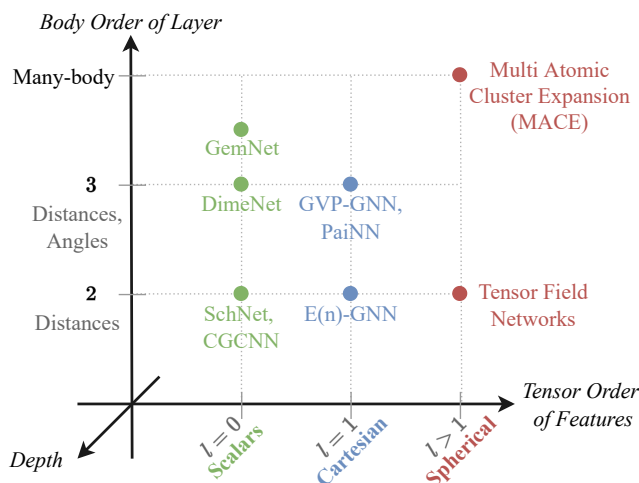 Body Order of Layer
Many-body
Multi Atomic
Cluster Expansion
(MACE)
GemNet
3
Distances,
Angles
DimeNet
GVP-GNN,
PaiNN
2
Distances
SchNet,
CGCNN
E(n)-GNN
Tensor Field
Networks
Tensor Order
of Features
Depth
l = 0
Scalars
l = 1
Cartesian
l > 1
Spherical